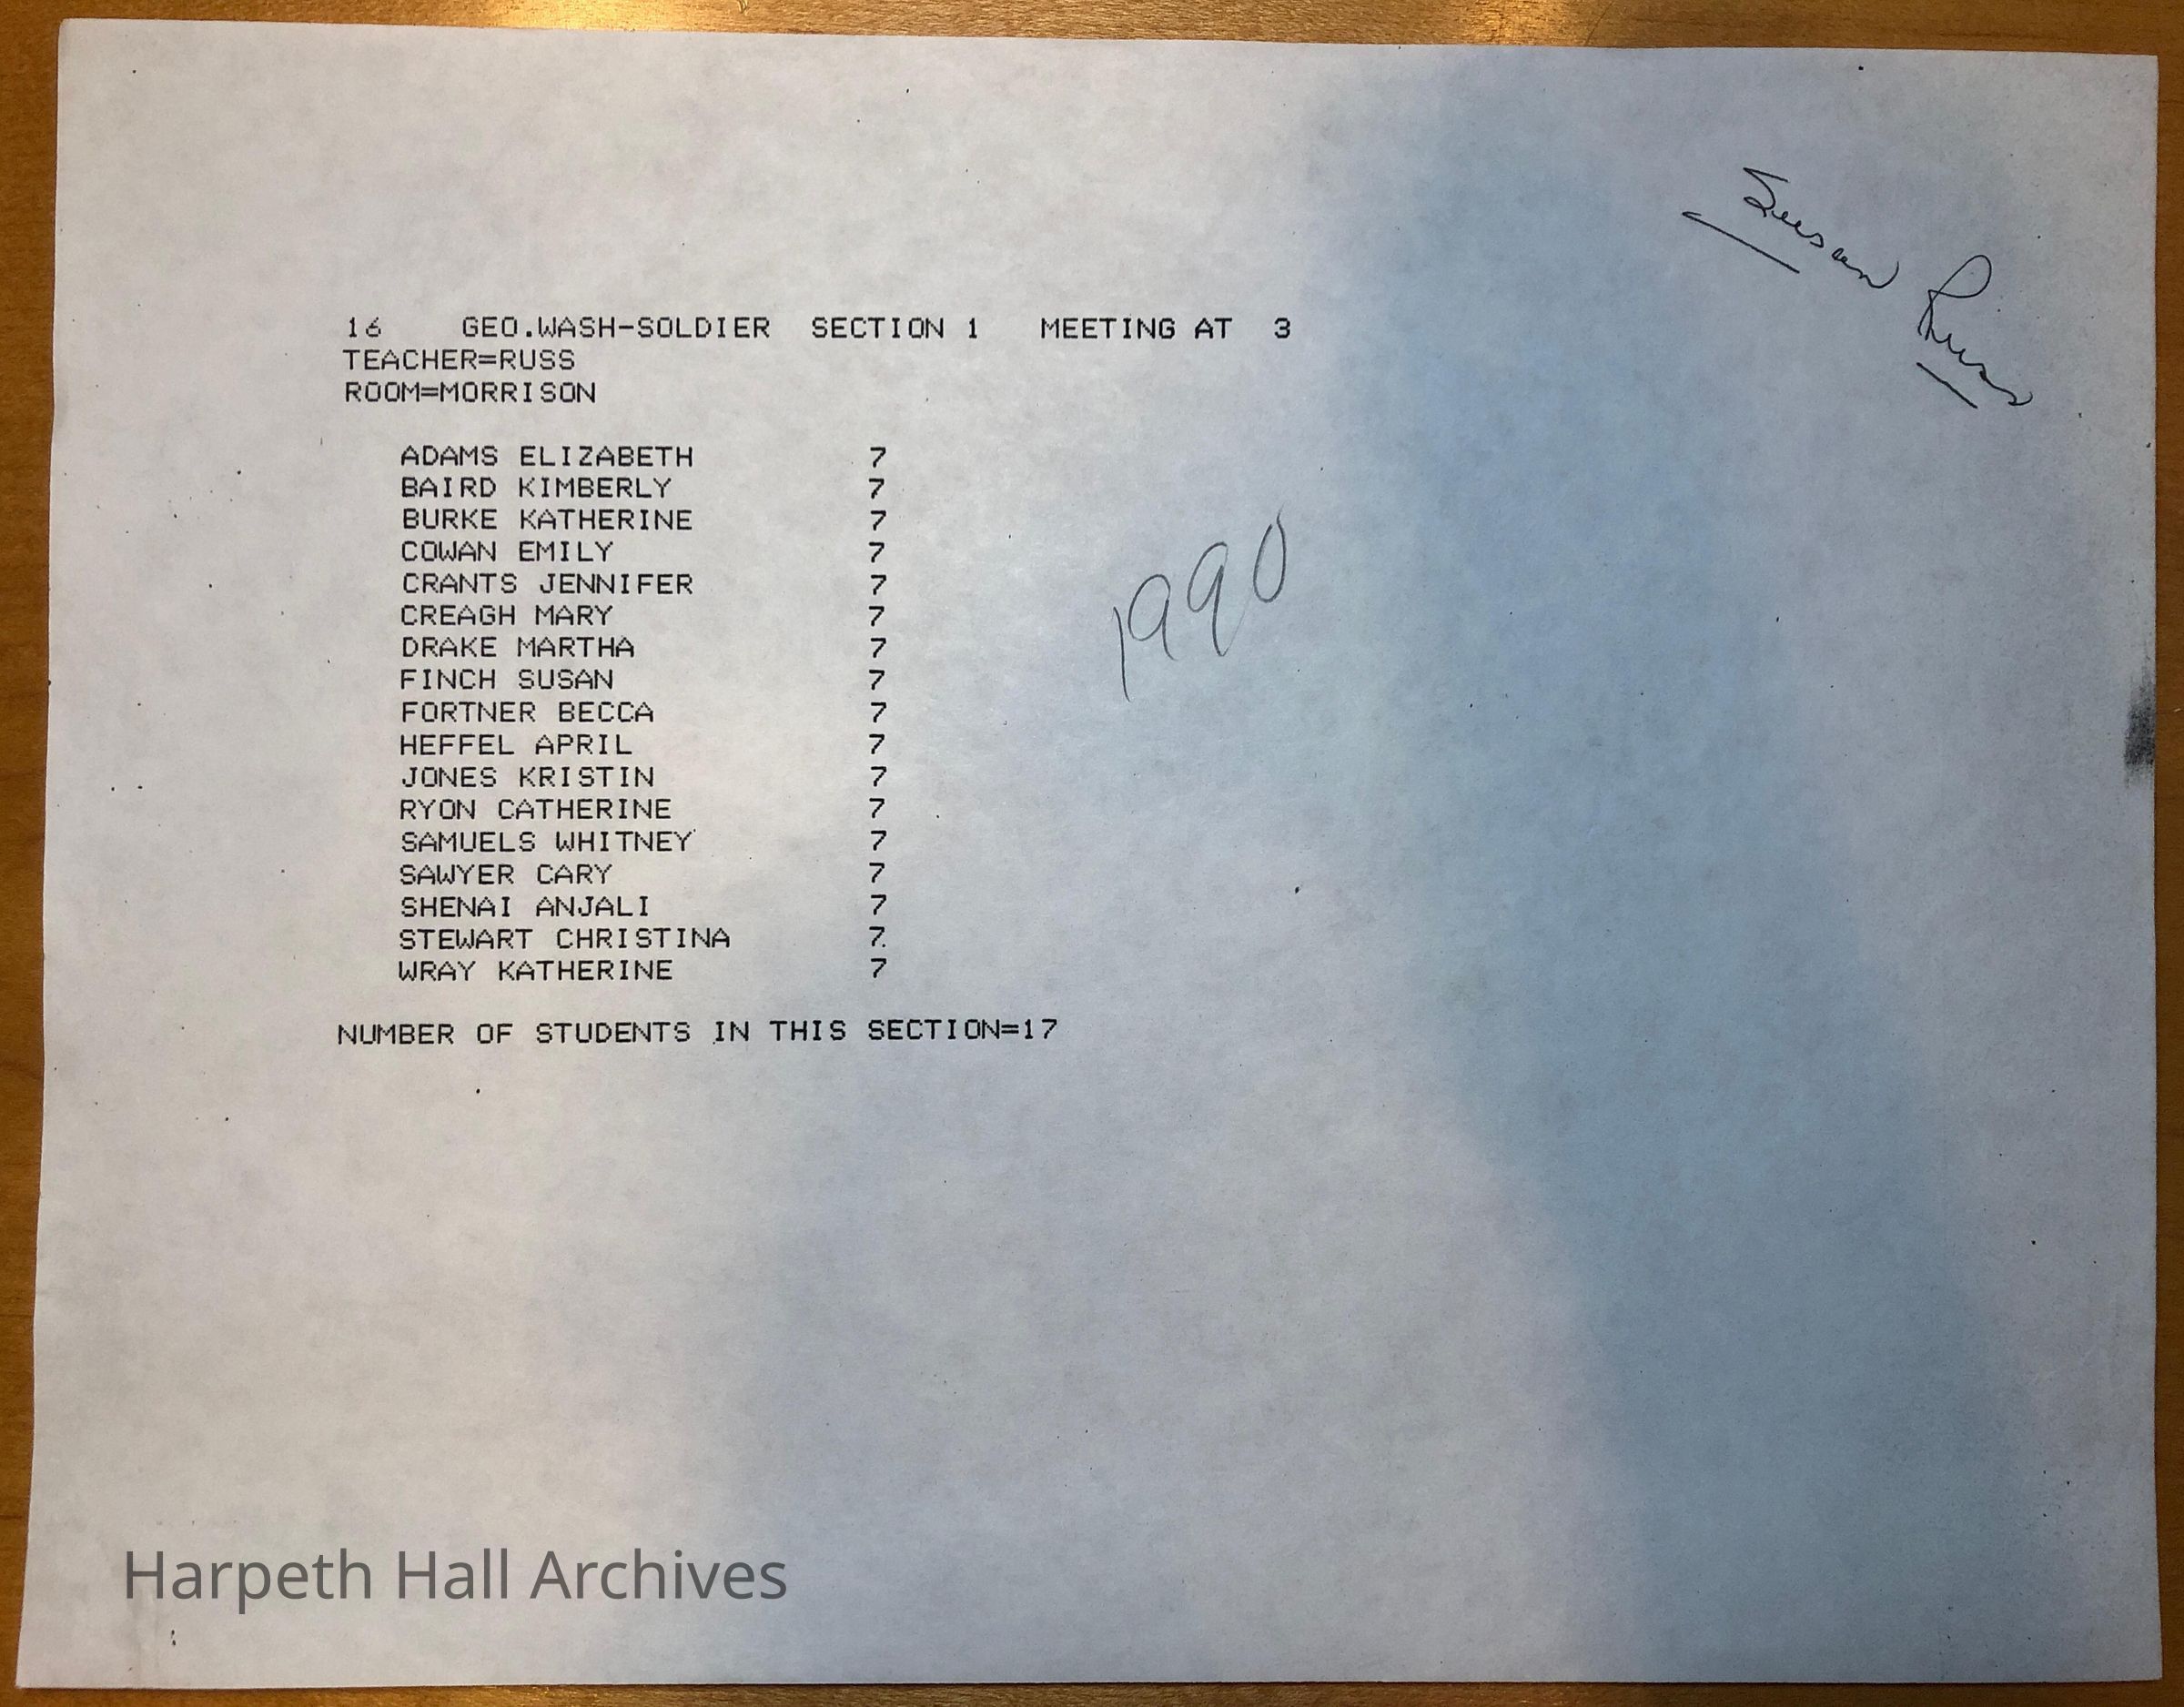 Susan Russ
16 GEO.WASH-SOLDIER SECTION 1 MEETING AT 3
TEACHER=RUSS
ROOM=MORRISON
ADAMS ELIZABETH 7
BAIRD KIMBERLY 7
BURKE KATHERINE 7
COWAN EMILY 7
CRANTS JENNIFER 7
CREAGH MARY 7
DRAKE MARTHA 7
FINCH SUSAN 7
FORTNER BECCA 7
HEFFEL APRIL 7
JONES KRISTIN 7
RYON CATHERINE 7
SAMUELS WHITNEY 7
SAWYER CARY 7
SHENAI ANJALI 7
STEWART CHRISTINA 7
WRAY KATHERINE 7
1990
NUMBER OF STUDENTS IN THIS SECTION=17
Harpeth Hall Archives